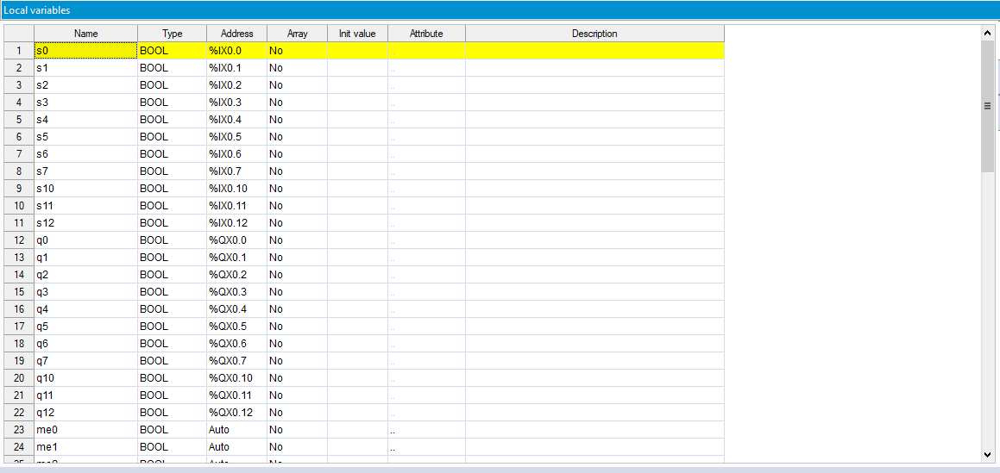 Local variables
Name Type Address Array Init value Attribute Description
1 s0 BOOL %IX0.0 No ..
2 s1 BOOL %IX0.1 No ..
3 s2 BOOL %IX0.2 No ..
4 s3 BOOL %IX0.3 No ..
5 s4 BOOL %IX0.4 No ..
6 s5 BOOL %IX0.5 No ..
7 s6 BOOL %IX0.6 No ..
8 s7 BOOL %IX0.7 No ..
9 s10 BOOL %IX0.10 No ..
10 s11 BOOL %IX0.11 No ..
11 s12 BOOL %IX0.12 No ..
12 q0 BOOL %QX0.0 No ..
13 q1 BOOL %QX0.1 No ..
14 q2 BOOL %QX0.2 No ..
15 q3 BOOL %QX0.3 No ..
16 q4 BOOL %QX0.4 No ..
17 q5 BOOL %QX0.5 No ..
18 q6 BOOL %QX0.6 No ..
19 q7 BOOL %QX0.7 No ..
20 q10 BOOL %QX0.10 No ..
21 q11 BOOL %QX0.11 No ..
22 q12 BOOL %QX0.12 No ..
23 me0 BOOL Auto No ..
24 me1 BOOL Auto No ..